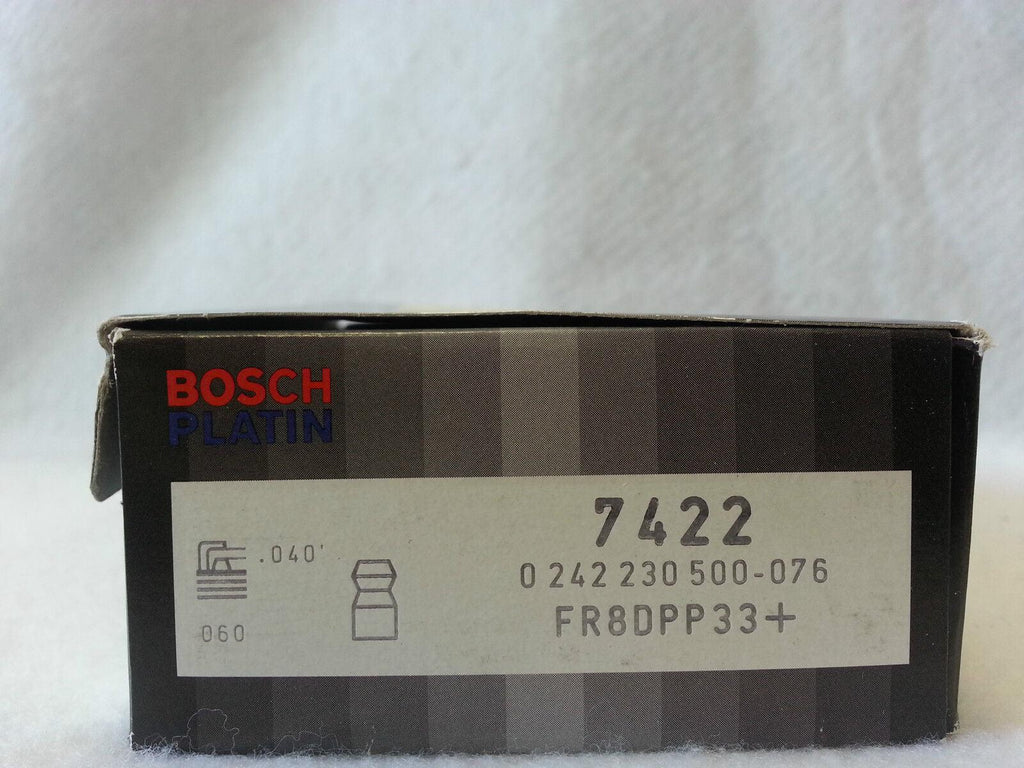 BOSCH
PLATIN
7422
.040'
0 242 230 500-076
060
FR8DPP33+